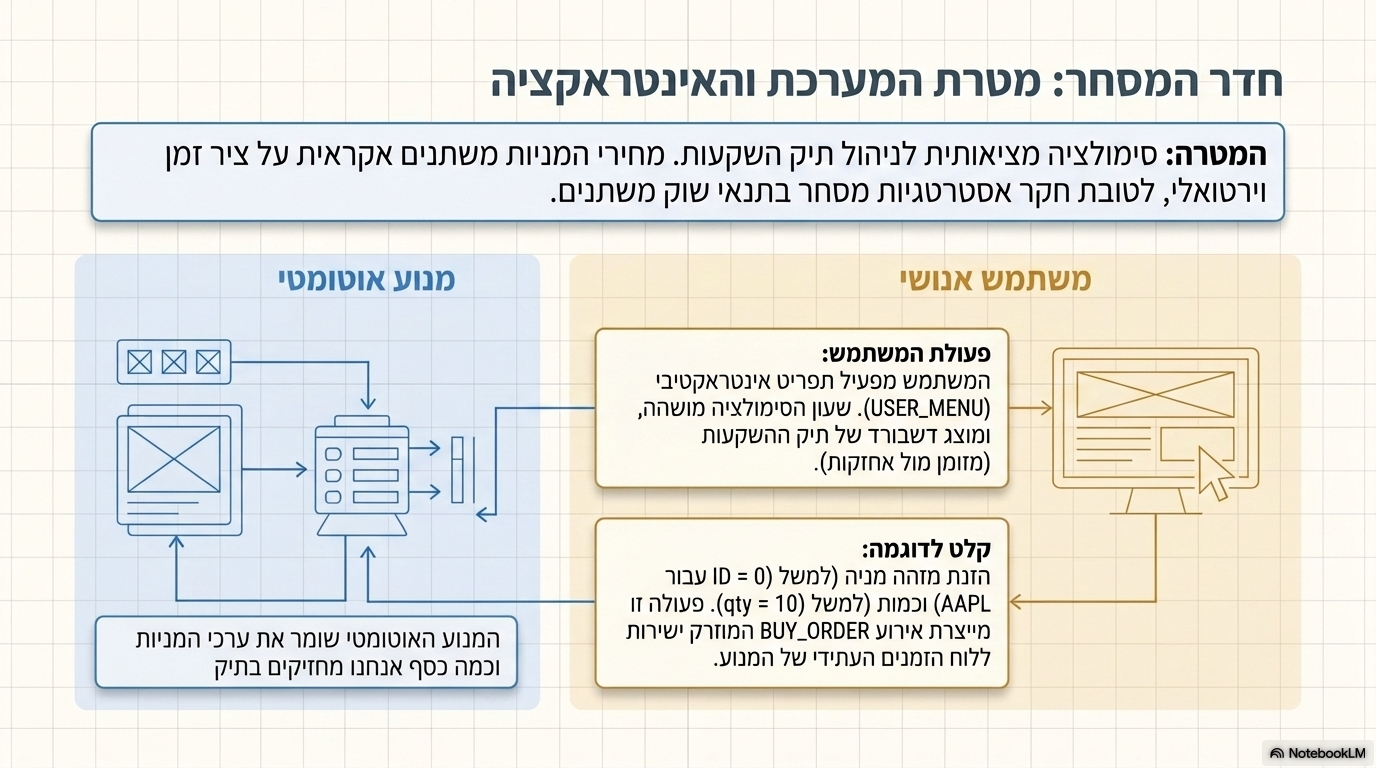 חדר המסחר: מטרת המערכת והאינטראקציה
המטרה: סימולציה מציאותית לניהול תיק השקעות. מחירי המניות משתנים אקראית על ציר זמן
וירטואלי, לטובת חקר אסטרטגיות מסחר בתנאי שוק משתנים.
משתמש אנושי
פעולת המשתמש:
המשתמש מפעיל תפריט אינטראקטיבי
(USER_MENU). שעון הסימולציה מושהה,
ומוצג דשבורד של תיק ההשקעות
(מזומן מול אחזקות).
קלט לדוגמה:
הזנת מזהה מניה (למשל (ID = 0 עבור
AAPL) וכמות (למשל (qty = 10). פעולה זו
מייצרת אירוע BUY_ORDER המוזרק ישירות
ללוח הזמנים העתידי של המנוע.
מנוע אוטומטי
המנוע האוטומטי שומר את ערכי המניות
וכמה כסף אנחנו מחזיקים בתיק
NotebookLM